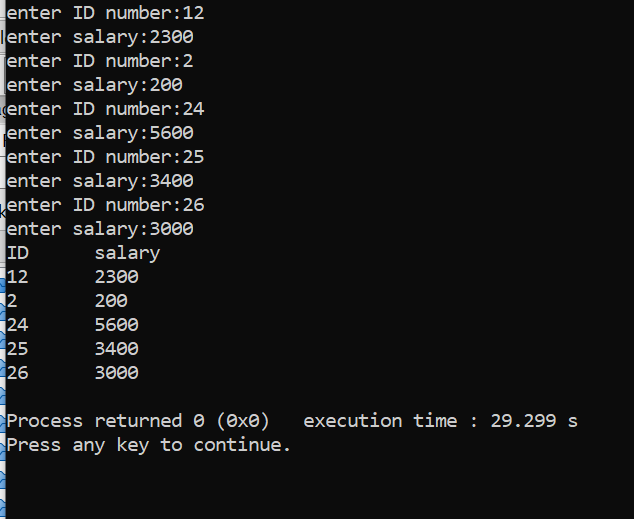 enter ID number:12
enter salary:2300
enter ID number:2
enter salary:200
enter ID number:24
enter salary:5600
enter ID number:25
enter salary:3400
enter ID number:26
enter salary:3000
ID      salary
12      2300
2       200
24      5600
25      3400
26      3000
Process returned 0 (0x0)   execution time : 29.299 s
Press any key to continue.